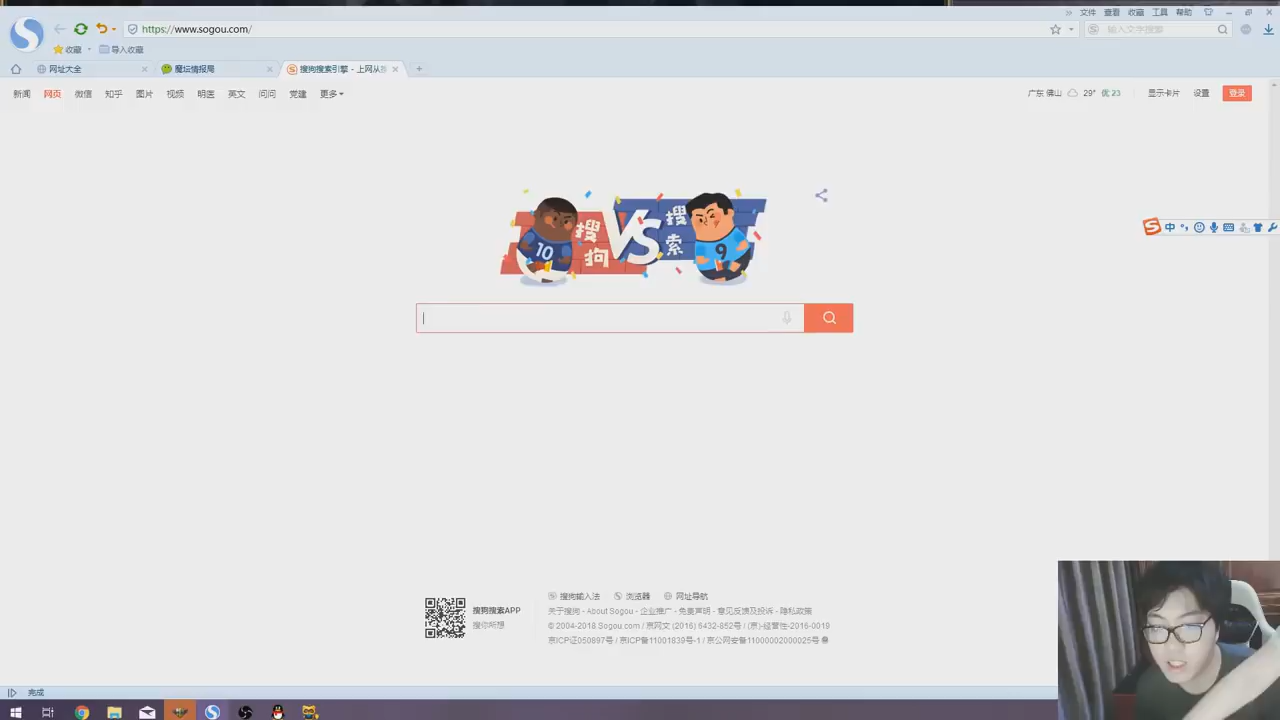 文件 查看 收藏 工具 帮助
https://www.sogou.com/
输入文字搜索
收藏 导入收藏
网址大全
魔坛情报局
搜狗搜索引擎 - 上网从
新闻 网页 微信 知乎 图片 视频 明医 英文 问问 党建 更多
广东 佛山 29° 优 23 显示卡片 设置 登录
搜狗 VS 搜索
10
9
中
搜狗搜索APP
搜你所想
搜狗输入法 浏览器 网址导航
关于搜狗 - About Sogou - 企业推广 - 免责声明 - 意见反馈及投诉 - 隐私政策
© 2004-2018 Sogou.com / 京网文 (2016) 6432-852号 / (京)-经营性-2016-0019
京ICP证050897号 / 京ICP备11001839号-1 / 京公网安备11000002000025号
完成